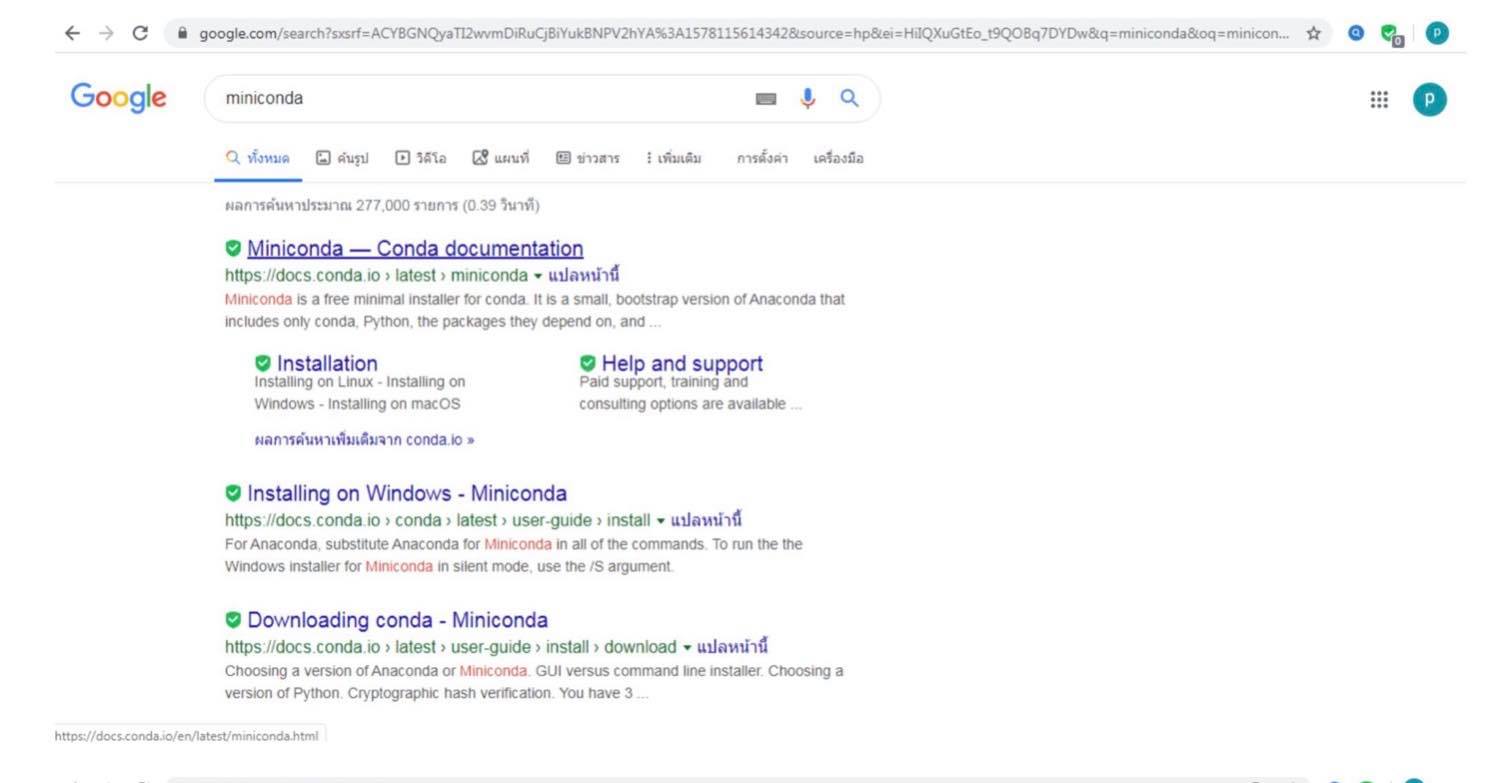 google.com/search?sxsrf=ACYBGNQyaTI2wvmDiRuCjBiYukBNPV2hYA%3A1578115614342&source=hp&ei=HiIQXuGtEo_t9QOBq7DYDw&q=miniconda&oq=minicon...
0
p
Google
miniconda
p
ทั้งหมด ค้นรูป วิดีโอ แผนที่ ข่าวสาร เพิ่มเติม การตั้งค่า เครื่องมือ
ผลการค้นหาประมาณ 277,000 รายการ (0.39 วินาที)
Miniconda — Conda documentation
https://docs.conda.io › latest › miniconda ▾ แปลหน้านี้
Miniconda is a free minimal installer for conda. It is a small, bootstrap version of Anaconda that
includes only conda, Python, the packages they depend on, and ...
Installation
Installing on Linux - Installing on
Windows - Installing on macOS
Help and support
Paid support, training and
consulting options are available ...
ผลการค้นหาเพิ่มเติมจาก conda.io »
Installing on Windows - Miniconda
https://docs.conda.io › conda › latest › user-guide › install ▾ แปลหน้านี้
For Anaconda, substitute Anaconda for Miniconda in all of the commands. To run the the
Windows installer for Miniconda in silent mode, use the /S argument.
Downloading conda - Miniconda
https://docs.conda.io › latest › user-guide › install › download ▾ แปลหน้านี้
Choosing a version of Anaconda or Miniconda. GUI versus command line installer. Choosing a
version of Python. Cryptographic hash verification. You have 3 ...
https://docs.conda.io/en/latest/miniconda.html